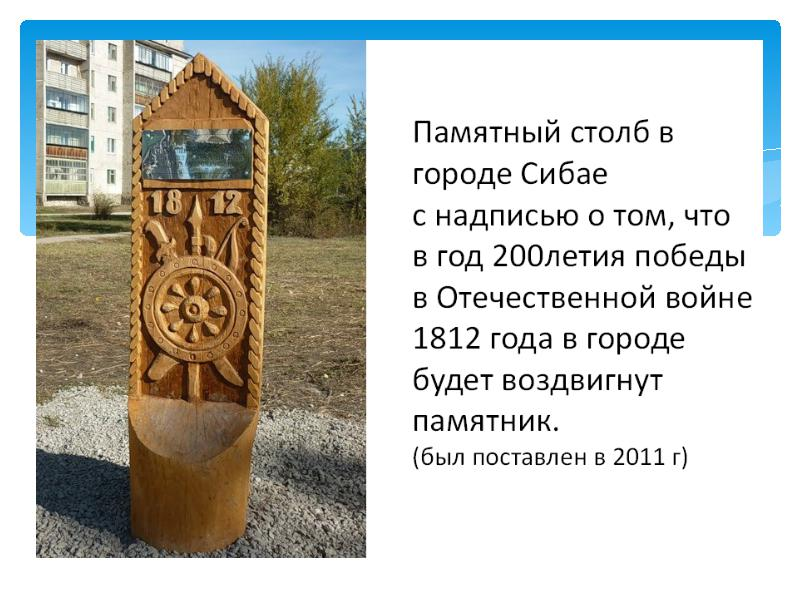 18 12
Памятный столб в
городе Сибае
с надписью о том, что
в год 200летия победы
в Отечественной войне
1812 года в городе
будет воздвигнут
памятник.
(был поставлен в 2011 г)